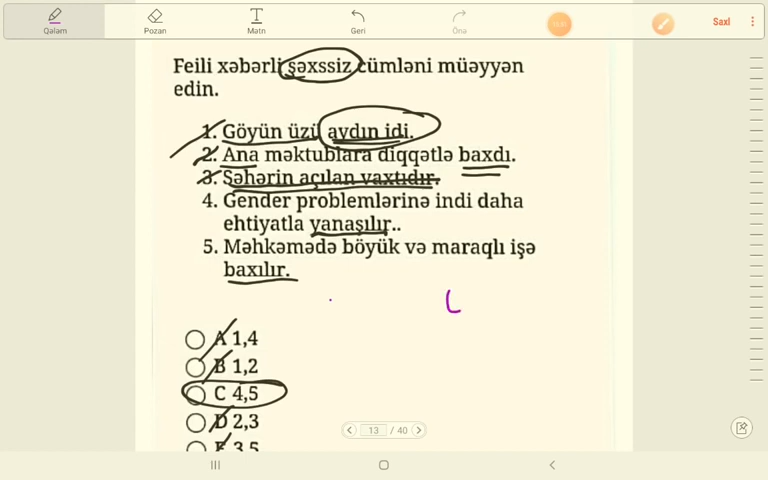 Qələm Pozan Mətn Geri Önə Saxl
Feili xəbərli şəxssiz cümləni müəyyən
edin.
1. Göyün üzü aydın idi.
2. Ana məktublara diqqətlə baxdı.
3. Səhərin açılan vaxtıdır.
4. Gender problemlərinə indi daha
ehtiyatla yanaşılır..
5. Məhkəmədə böyük və maraqlı işə
baxılır.
A 1,4
B 1,2
C 4,5
D 2,3
E 3,5
13 / 40